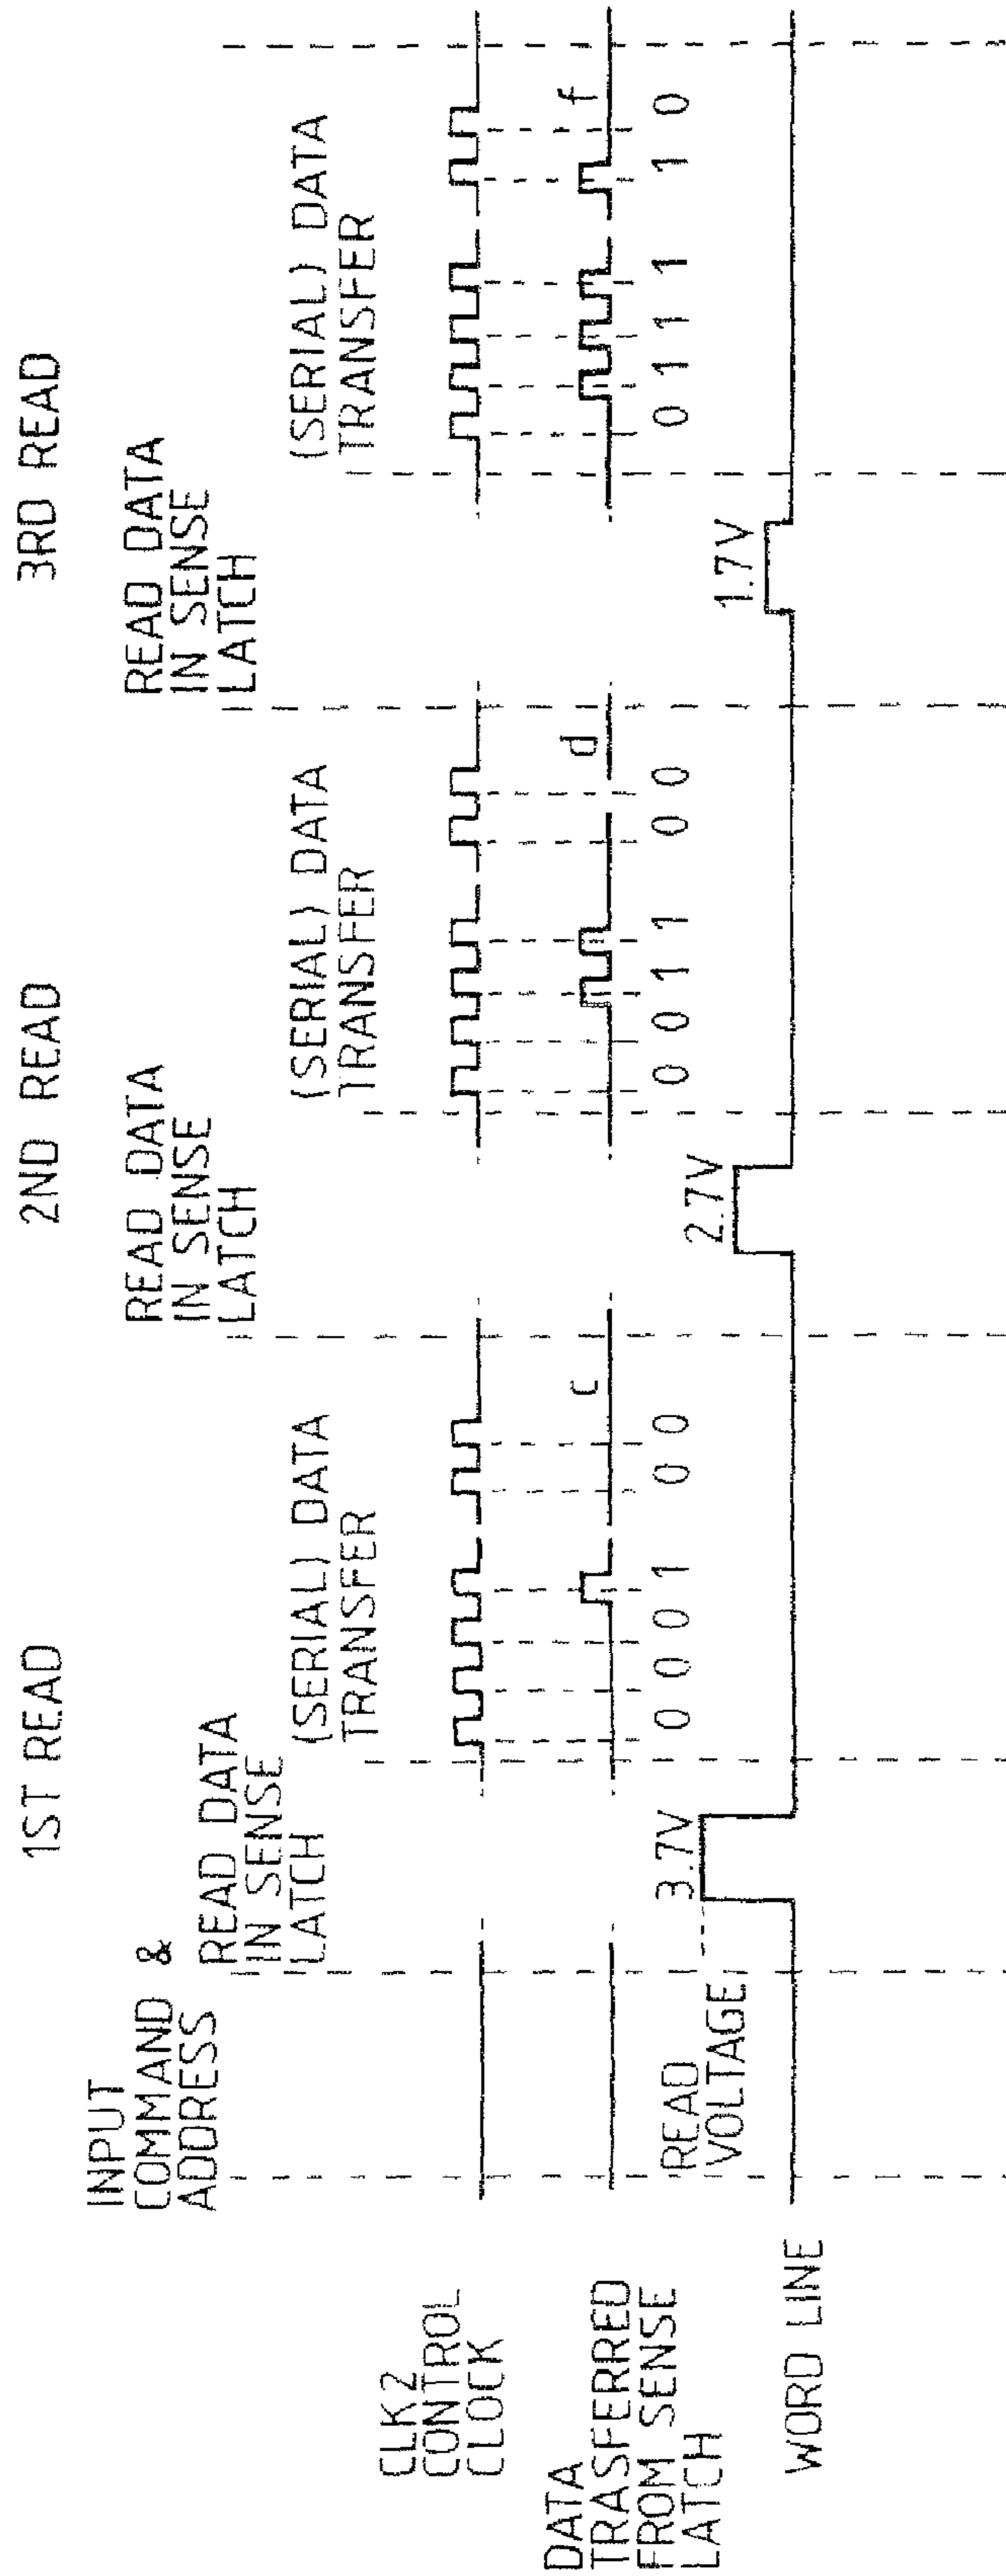 1ST READ
2ND READ
3RD READ
INPUT
COMMAND &
ADDRESS
READ DATA
IN SENSE
LATCH
(SERIAL) DATA
TRANSFER
READ DATA
IN SENSE
LATCH
(SERIAL) DATA
TRANSFER
READ DATA
IN SENSE
LATCH
(SERIAL) DATA
TRANSFER
CLK2
CONTROL
CLOCK
DATA
TRASFERRED
FROM SENSE
LATCH
c
d
f
0 0 0 1 0 0
0 0 1 1 0 0
0 1 1 1 1 0
READ
VOLTAGE
3.7V
2.7V
1.7V
WORD LINE